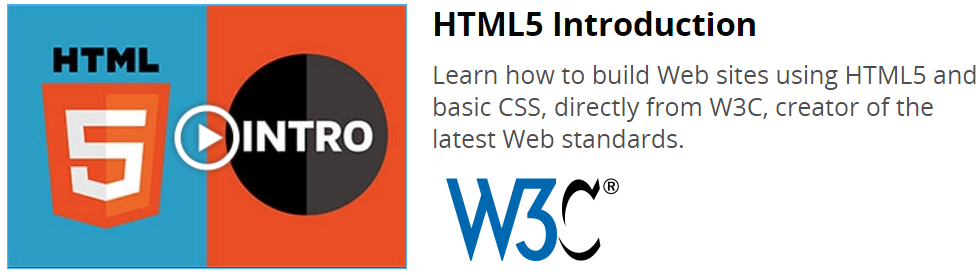 HTML
5
INTRO
HTML5 Introduction
Learn how to build Web sites using HTML5 and
basic CSS, directly from W3C, creator of the
latest Web standards.
W3C®